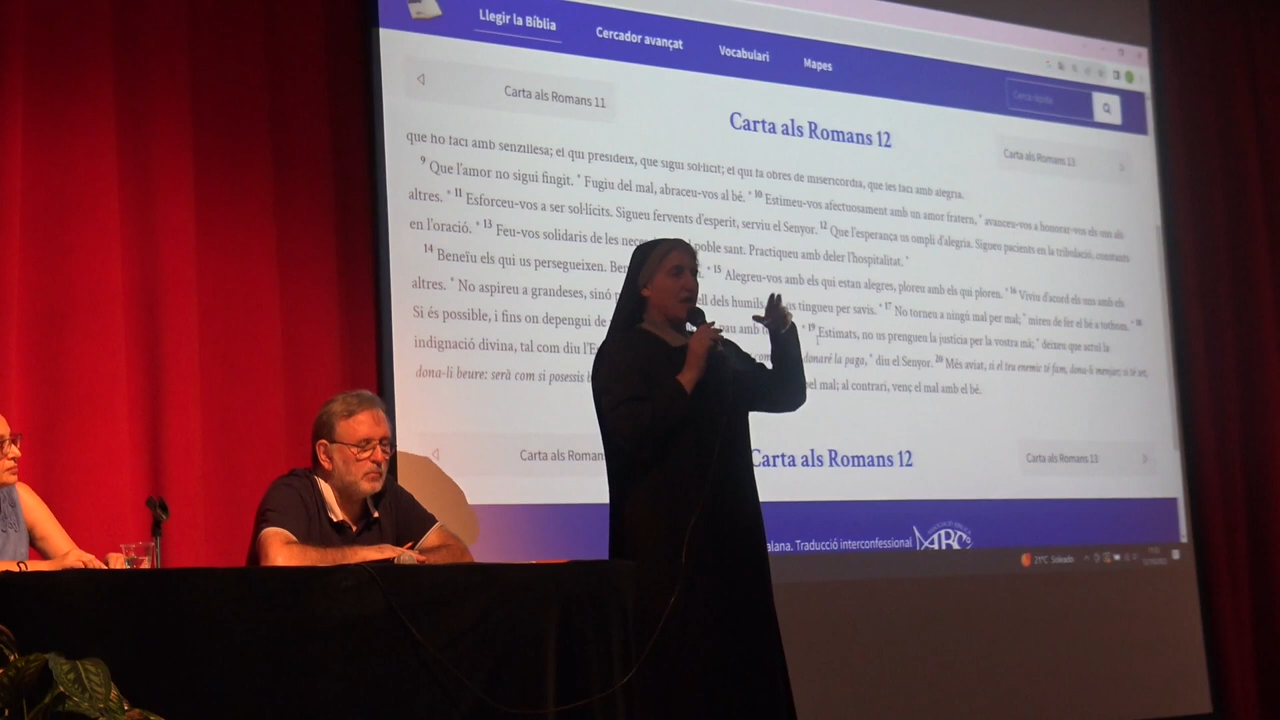 Llegir la Bíblia
Cercador avançat
Vocabulari
Mapes
Carta als Romans 11
Carta als Romans 12
Carta als Romans 13
que ho faci amb senzillesa; el qui presideix, que sigui sol·lícit; el qui fa obres de misericòrdia, que les faci amb alegria.
9 Que l'amor no sigui fingit. * Fugiu del mal, abraceu-vos al bé. * 10 Estimeu-vos afectuosament amb un amor fratern, * avanceu-vos a honorar-vos els uns als
altres. * 11 Esforceu-vos a ser sol·lícits. Sigueu fervents d'esperit, serviu el Senyor. 12 Que l'esperança us ompli d'alegria. Sigueu pacients en la tribulació, constants
en l'oració. * 13 Feu-vos solidaris de les poble sant. Practiqueu amb deler l'hospitalitat. *
14 Beneïu els qui us persegueixen. * 15 Alegreu-vos amb els qui estan alegres, ploreu amb els qui ploren. * 16 Viviu d'acord els uns amb els
altres. * No aspireu a grandeses, sinó dels humils. os tingueu per savis. * 17 No torneu a ningú mal per mal; * mireu de fer el bé a tothom. * 18
Si és possible, i fins on depengui de pau amb * 19 Estimats, no us prengueu la justícia per la vostra mà; * deixeu que actuï la
indignació divina, tal com diu donaré la paga, * diu el Senyor. 20 Més aviat, si el teu enemic té fam, dona-li menjar; si té set,
dona-li beure: serà com si posessis pel mal; al contrari, venç el mal amb el bé.
Carta als Romans 12
Carta als Romans 13
Traducció interconfessional
ABC
21°C Soleado